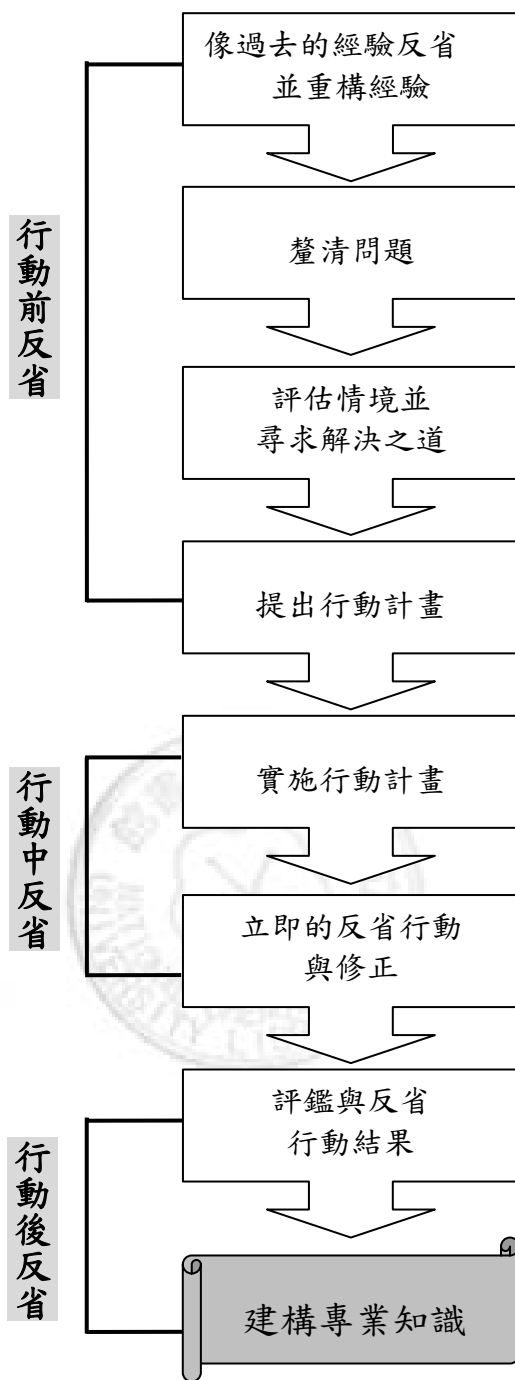 像過去的經驗反省
並重構經驗
行動前反省
釐清問題
評估情境並
尋求解決之道
提出行動計畫
行動中反省
實施行動計畫
立即的反省行動
與修正
行動後反省
評鑑與反省
行動結果
建構專業知識